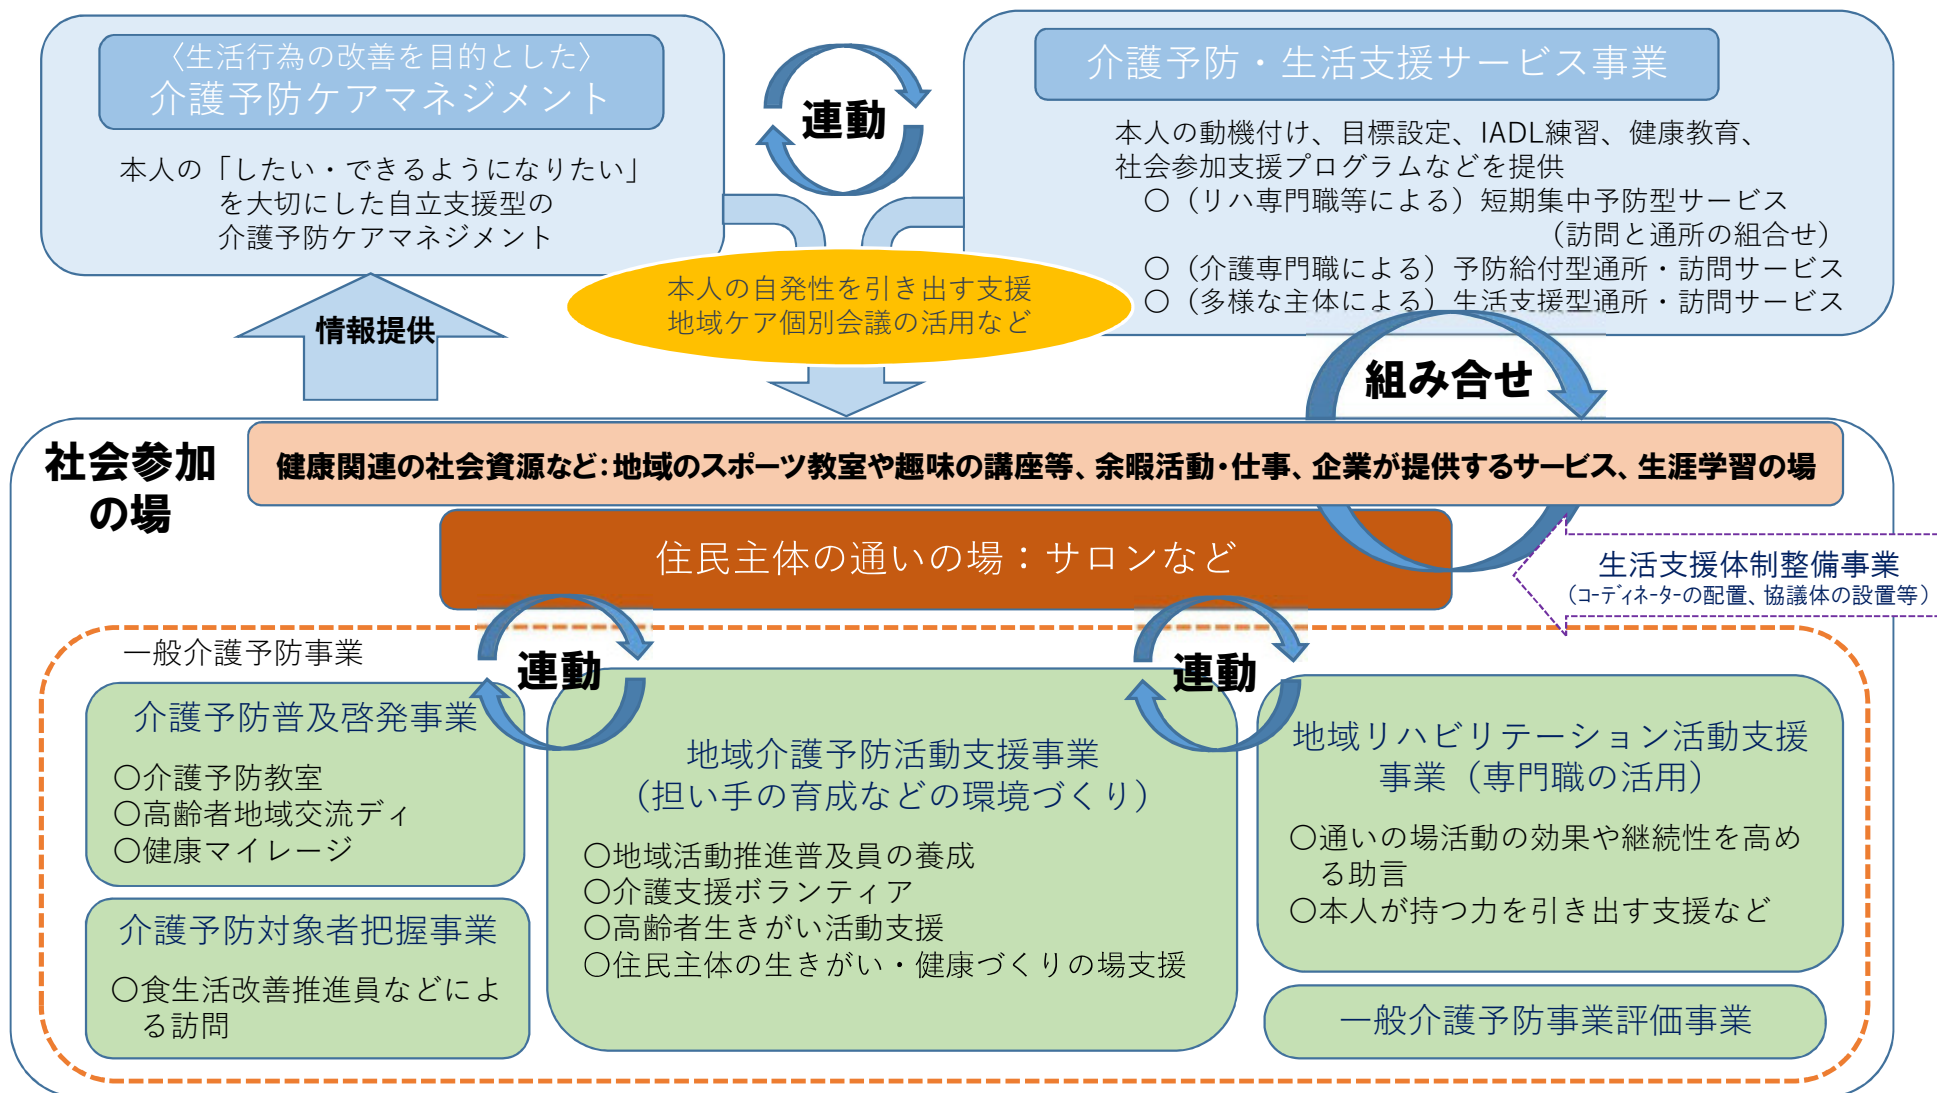 〈生活行為の改善を目的とした〉
介護予防ケアマネジメント
本人の「したい・できるようになりたい」
を大切にした自立支援型の
介護予防ケアマネジメント
連動
介護予防・生活支援サービス事業
本人の動機付け、目標設定、IADL練習、健康教育、
社会参加支援プログラムなどを提供
〇（リハ専門職等による）短期集中予防型サービス
（訪問と通所の組合せ）
〇（介護専門職による）予防給付型通所・訪問サービス
〇（多様な主体による）生活支援型通所・訪問サービス
本人の自発性を引き出す支援
地域ケア個別会議の活用など
情報提供
組み合せ
社会参加
の場
健康関連の社会資源など：地域のスポーツ教室や趣味の講座等、余暇活動・仕事、企業が提供するサービス、生涯学習の場
住民主体の通いの場：サロンなど
生活支援体制整備事業
（ｺｰﾃﾞｨﾈｰﾀｰの配置、協議体の設置等）
一般介護予防事業
連動
連動
介護予防普及啓発事業
〇介護予防教室
〇高齢者地域交流ディ
〇健康マイレージ
介護予防対象者把握事業
〇食生活改善推進員などによ
る訪問
地域介護予防活動支援事業
（担い手の育成などの環境づくり）
〇地域活動推進普及員の養成
〇介護支援ボランティア
〇高齢者生きがい活動支援
〇住民主体の生きがい・健康づくりの場支援
地域リハビリテーション活動支援
事業（専門職の活用）
〇通いの場活動の効果や継続性を高め
る助言
〇本人が持つ力を引き出す支援など
一般介護予防事業評価事業